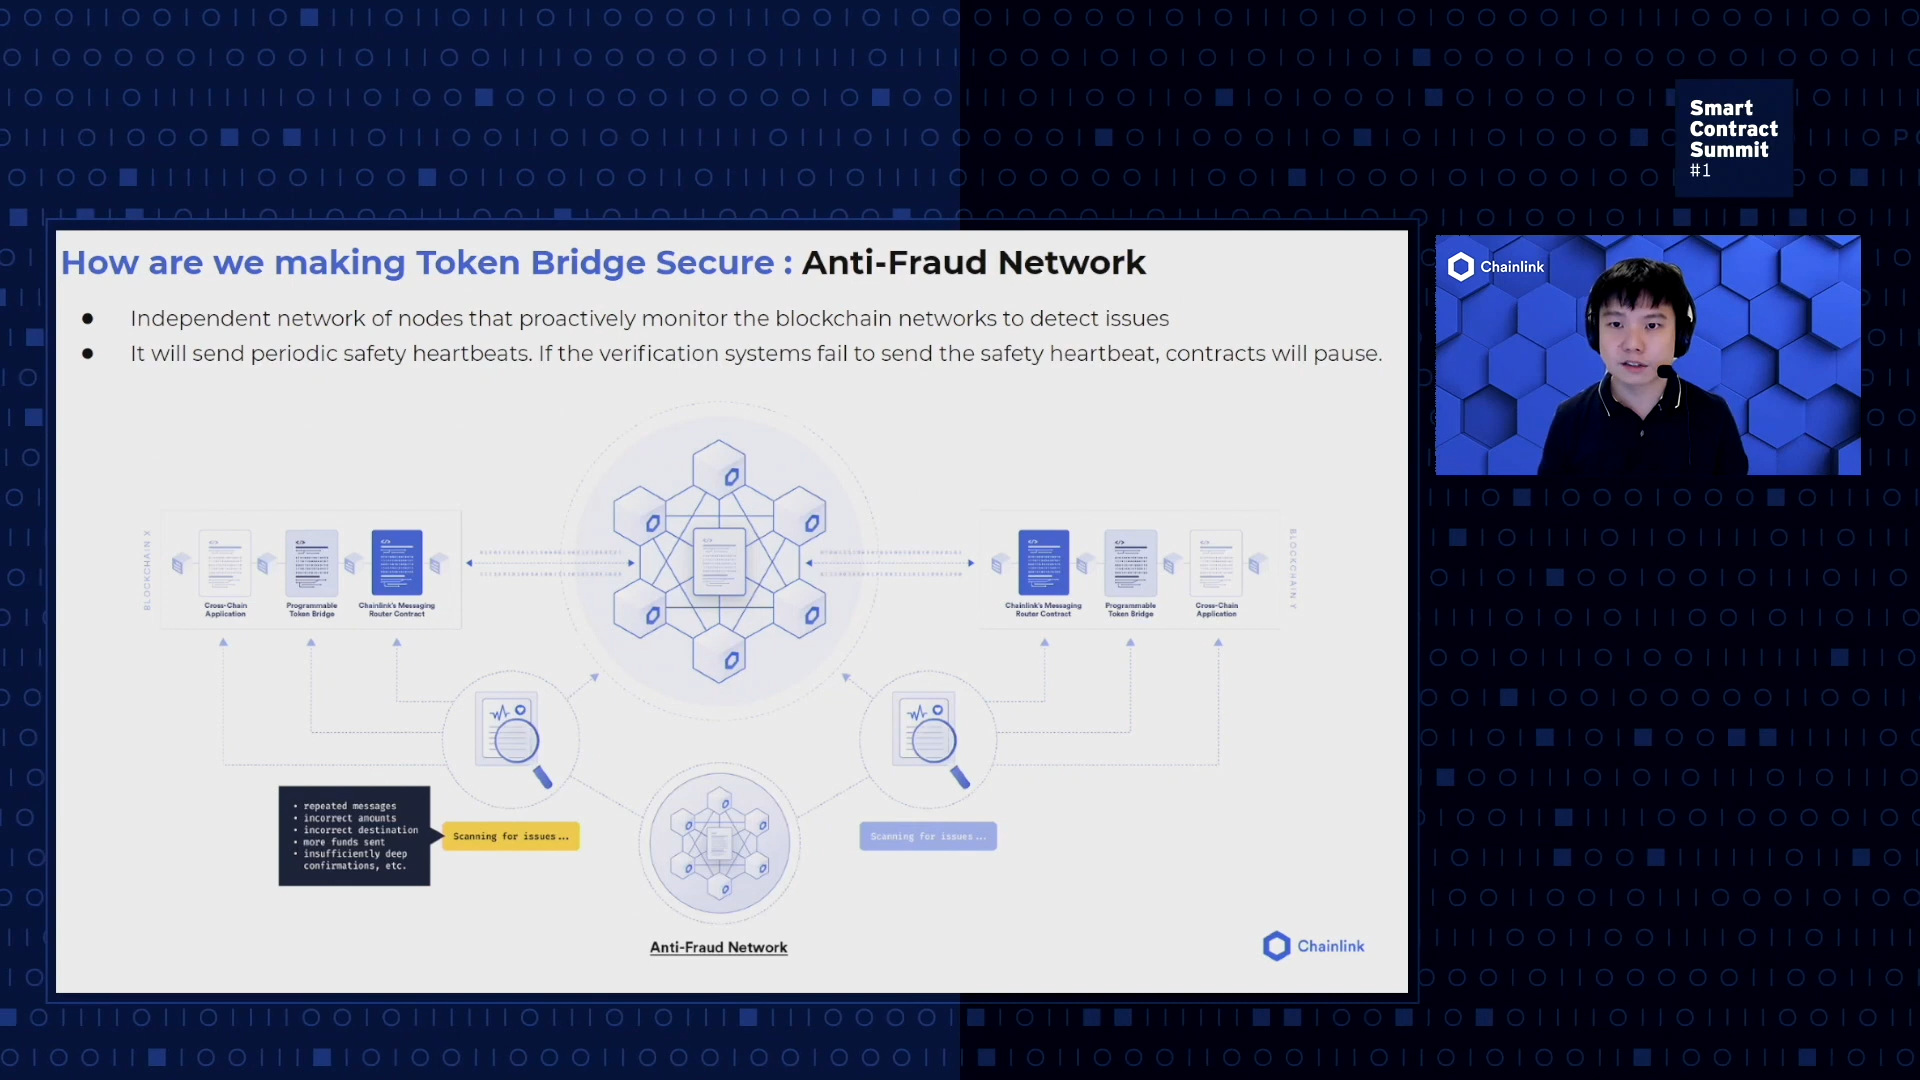 Smart
Contract
Summit
#1
How are we making Token Bridge Secure : Anti-Fraud Network
● Independent network of nodes that proactively monitor the blockchain networks to detect issues
● It will send periodic safety heartbeats. If the verification systems fail to send the safety heartbeat, contracts will pause.
Chainlink
BLOCKCHAIN X
Cross-Chain
Application
Programmable
Token Bridge
Chainlink's Messaging
Router Contract
Chainlink's Messaging
Router Contract
Programmable
Token Bridge
Cross-Chain
Application
BLOCKCHAIN Y
• repeated messages
• incorrect amounts
• incorrect destination
• more funds sent
• insufficiently deep
confirmations, etc.
Scanning for issues...
Scanning for issues...
Anti-Fraud Network
Chainlink